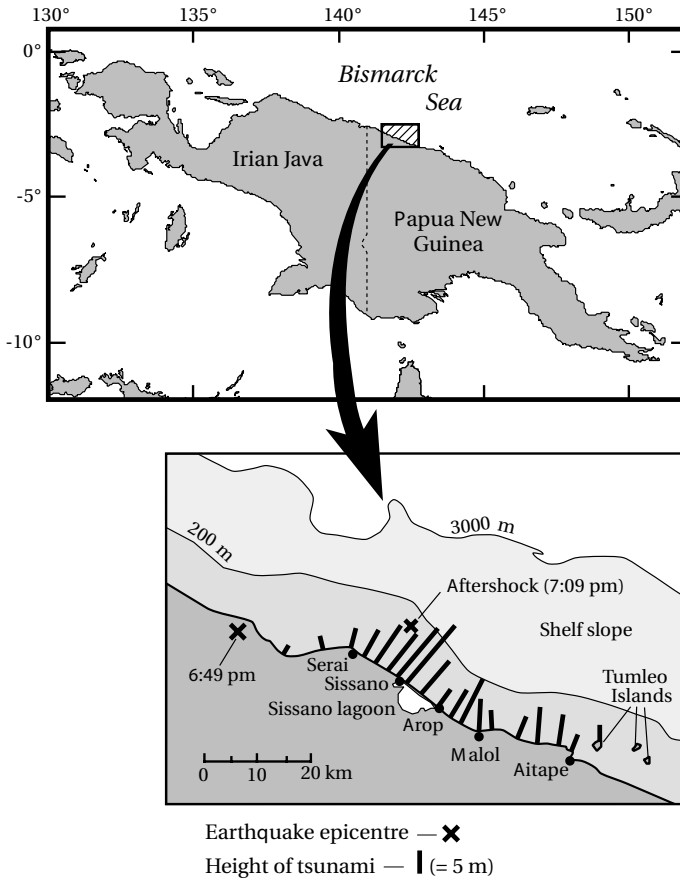 130° 135° 140° 145° 150°
0°
Bismarck
Sea
Irian Java
-5°
Papua New
Guinea
-10°
3000 m
200 m
Aftershock (7:09 pm)
Shelf slope
6:49 pm
Serai
Sissano
Tumleo
Islands
Sissano lagoon
Arop
Malol
Aitape
0 10 20 km
Earthquake epicentre —
Height of tsunami — (= 5 m)